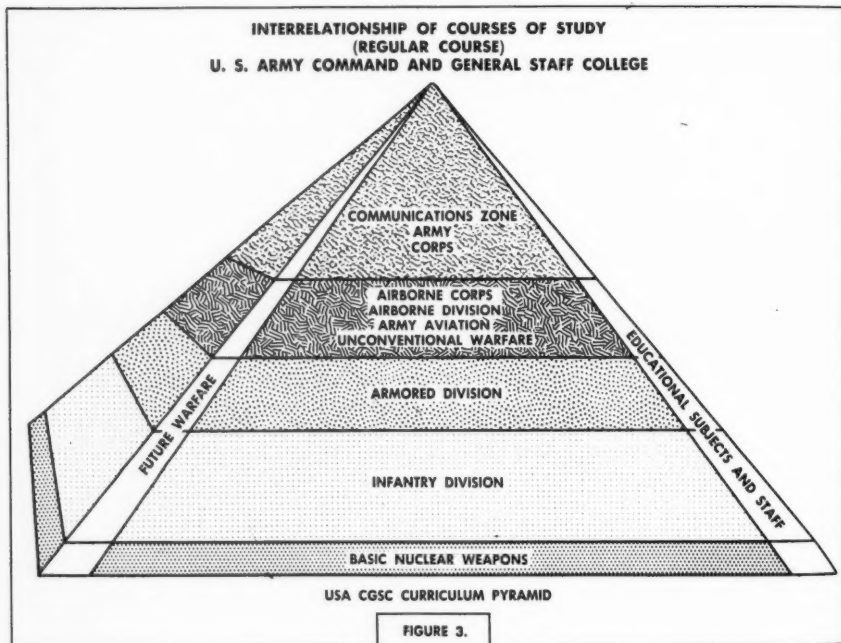 INTERRELATIONSHIP OF COURSES OF STUDY
(REGULAR COURSE)
U. S. ARMY COMMAND AND GENERAL STAFF COLLEGE
COMMUNICATIONS ZONE
ARMY
CORPS
AIRBORNE CORPS
AIRBORNE DIVISION
ARMY AVIATION
UNCONVENTIONAL WARFARE
ARMORED DIVISION
INFANTRY DIVISION
BASIC NUCLEAR WEAPONS
FUTURE WARFARE
EDUCATIONAL SUBJECTS AND STAFF
USA CGSC CURRICULUM PYRAMID
FIGURE 3.